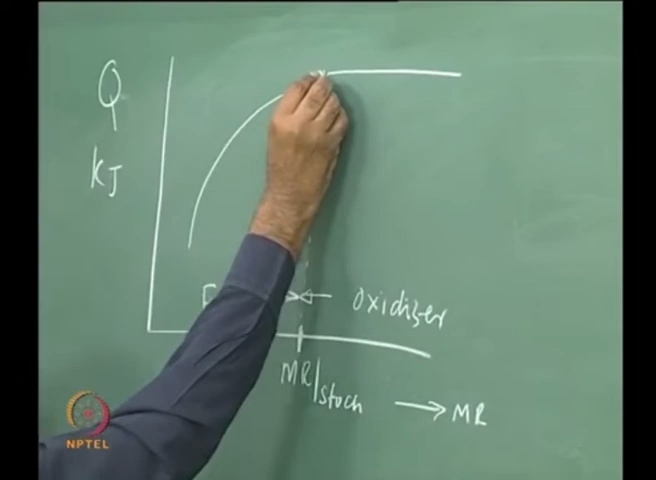 Q
KJ
F
oxidizer
MR|stoch → MR
NPTEL